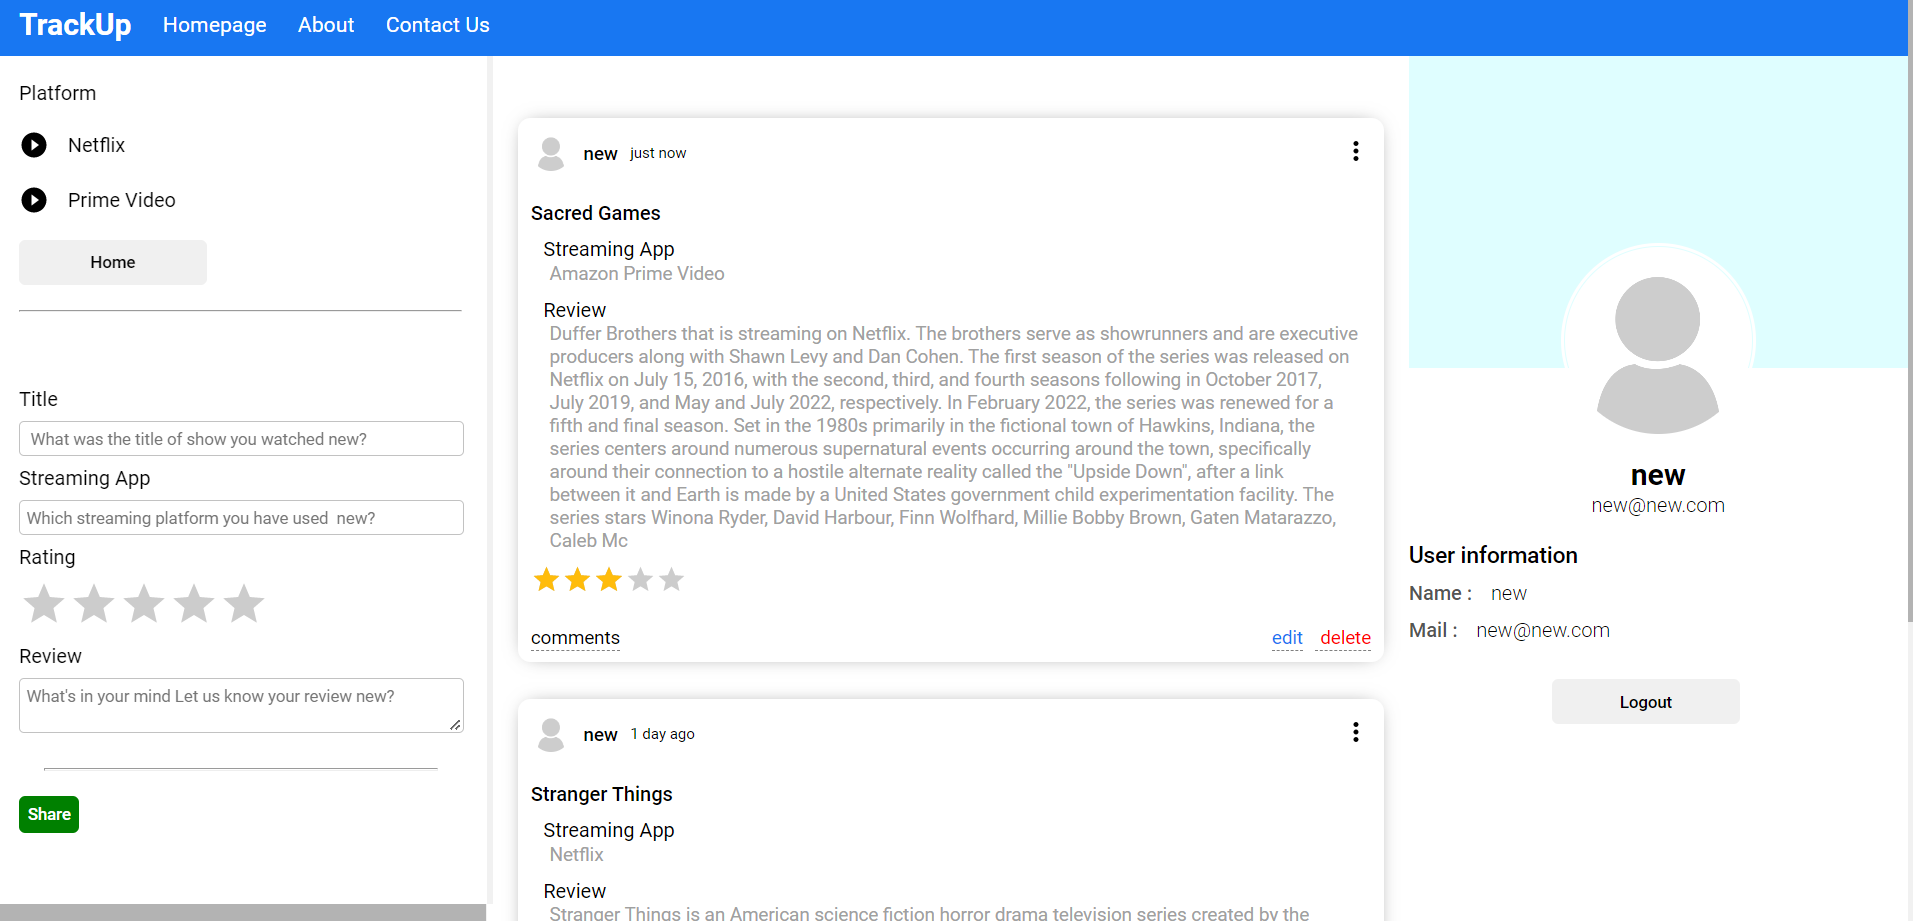 TrackUp Homepage About Contact Us
Platform
Netflix
Prime Video
Home
Title
What was the title of show you watched new?
Streaming App
Which streaming platform you have used  new?
Rating
Review
What's in your mind Let us know your review new?
Share
new just now
Sacred Games
Streaming App
Amazon Prime Video
Review
Duffer Brothers that is streaming on Netflix. The brothers serve as showrunners and are executive
producers along with Shawn Levy and Dan Cohen. The first season of the series was released on
Netflix on July 15, 2016, with the second, third, and fourth seasons following in October 2017,
July 2019, and May and July 2022, respectively. In February 2022, the series was renewed for a
fifth and final season. Set in the 1980s primarily in the fictional town of Hawkins, Indiana, the
series centers around numerous supernatural events occurring around the town, specifically
around their connection to a hostile alternate reality called the "Upside Down", after a link
between it and Earth is made by a United States government child experimentation facility. The
series stars Winona Ryder, David Harbour, Finn Wolfhard, Millie Bobby Brown, Gaten Matarazzo,
Caleb Mc
comments edit delete
new 1 day ago
Stranger Things
Streaming App
Netflix
Review
Stranger Things is an American science fiction horror drama television series created by the
new
new@new.com
User information
Name : new
Mail : new@new.com
Logout